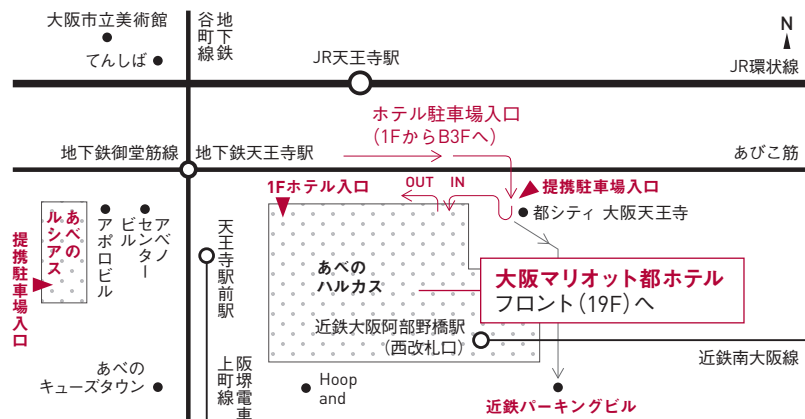 大阪市立美術館
てんしば
地下鉄
谷町線
JR天王寺駅
N
JR環状線
ホテル駐車場入口
(1FからB3Fへ)
地下鉄御堂筋線
地下鉄天王寺駅
あびこ筋
1Fホテル入口
OUT
IN
提携駐車場入口
都シティ 大阪天王寺
あべの
ルシアス
アポロビル
アベノ
センター
ビル
提携駐車場入口
天王寺駅前駅
あべの
ハルカス
大阪マリオット都ホテル
フロント(19F)へ
近鉄大阪阿部野橋駅
(西改札口)
近鉄南大阪線
あべの
キューズタウン
阪堺電車
上町線
Hoop
and
近鉄パーキングビル